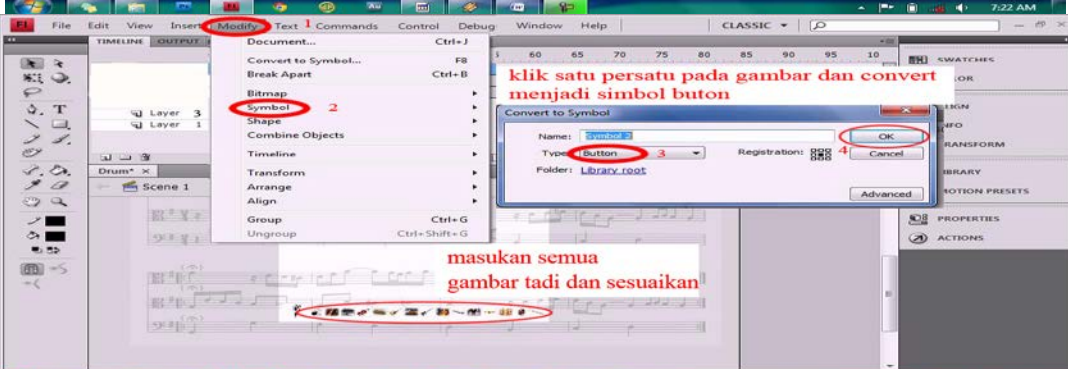 7:22 AM
File Edit View Insert Modify Text 1 Commands Control Debug Window Help CLASSIC
TIMELINE OUTPUT
60 65 70 75 80 85 90 95 10
Document... Ctrl+J
Convert to Symbol... F8
Break Apart Ctrl+B
Bitmap
Symbol 2
Shape
Combine Objects
Timeline
Transform
Arrange
Align
Group Ctrl+G
Ungroup Ctrl+Shift+G
Layer 3
Layer 1
Drum* ×
Scene 1
klik satu persatu pada gambar dan convert
menjadi simbol buton
Convert to Symbol
Name: Symbol 2 OK
Type: Button 3 Registration: 4 Cancel
Folder: Library root
Advanced
SWATCHES
PROPERTIES
ACTIONS
masukan semua
gambar tadi dan sesuaikan